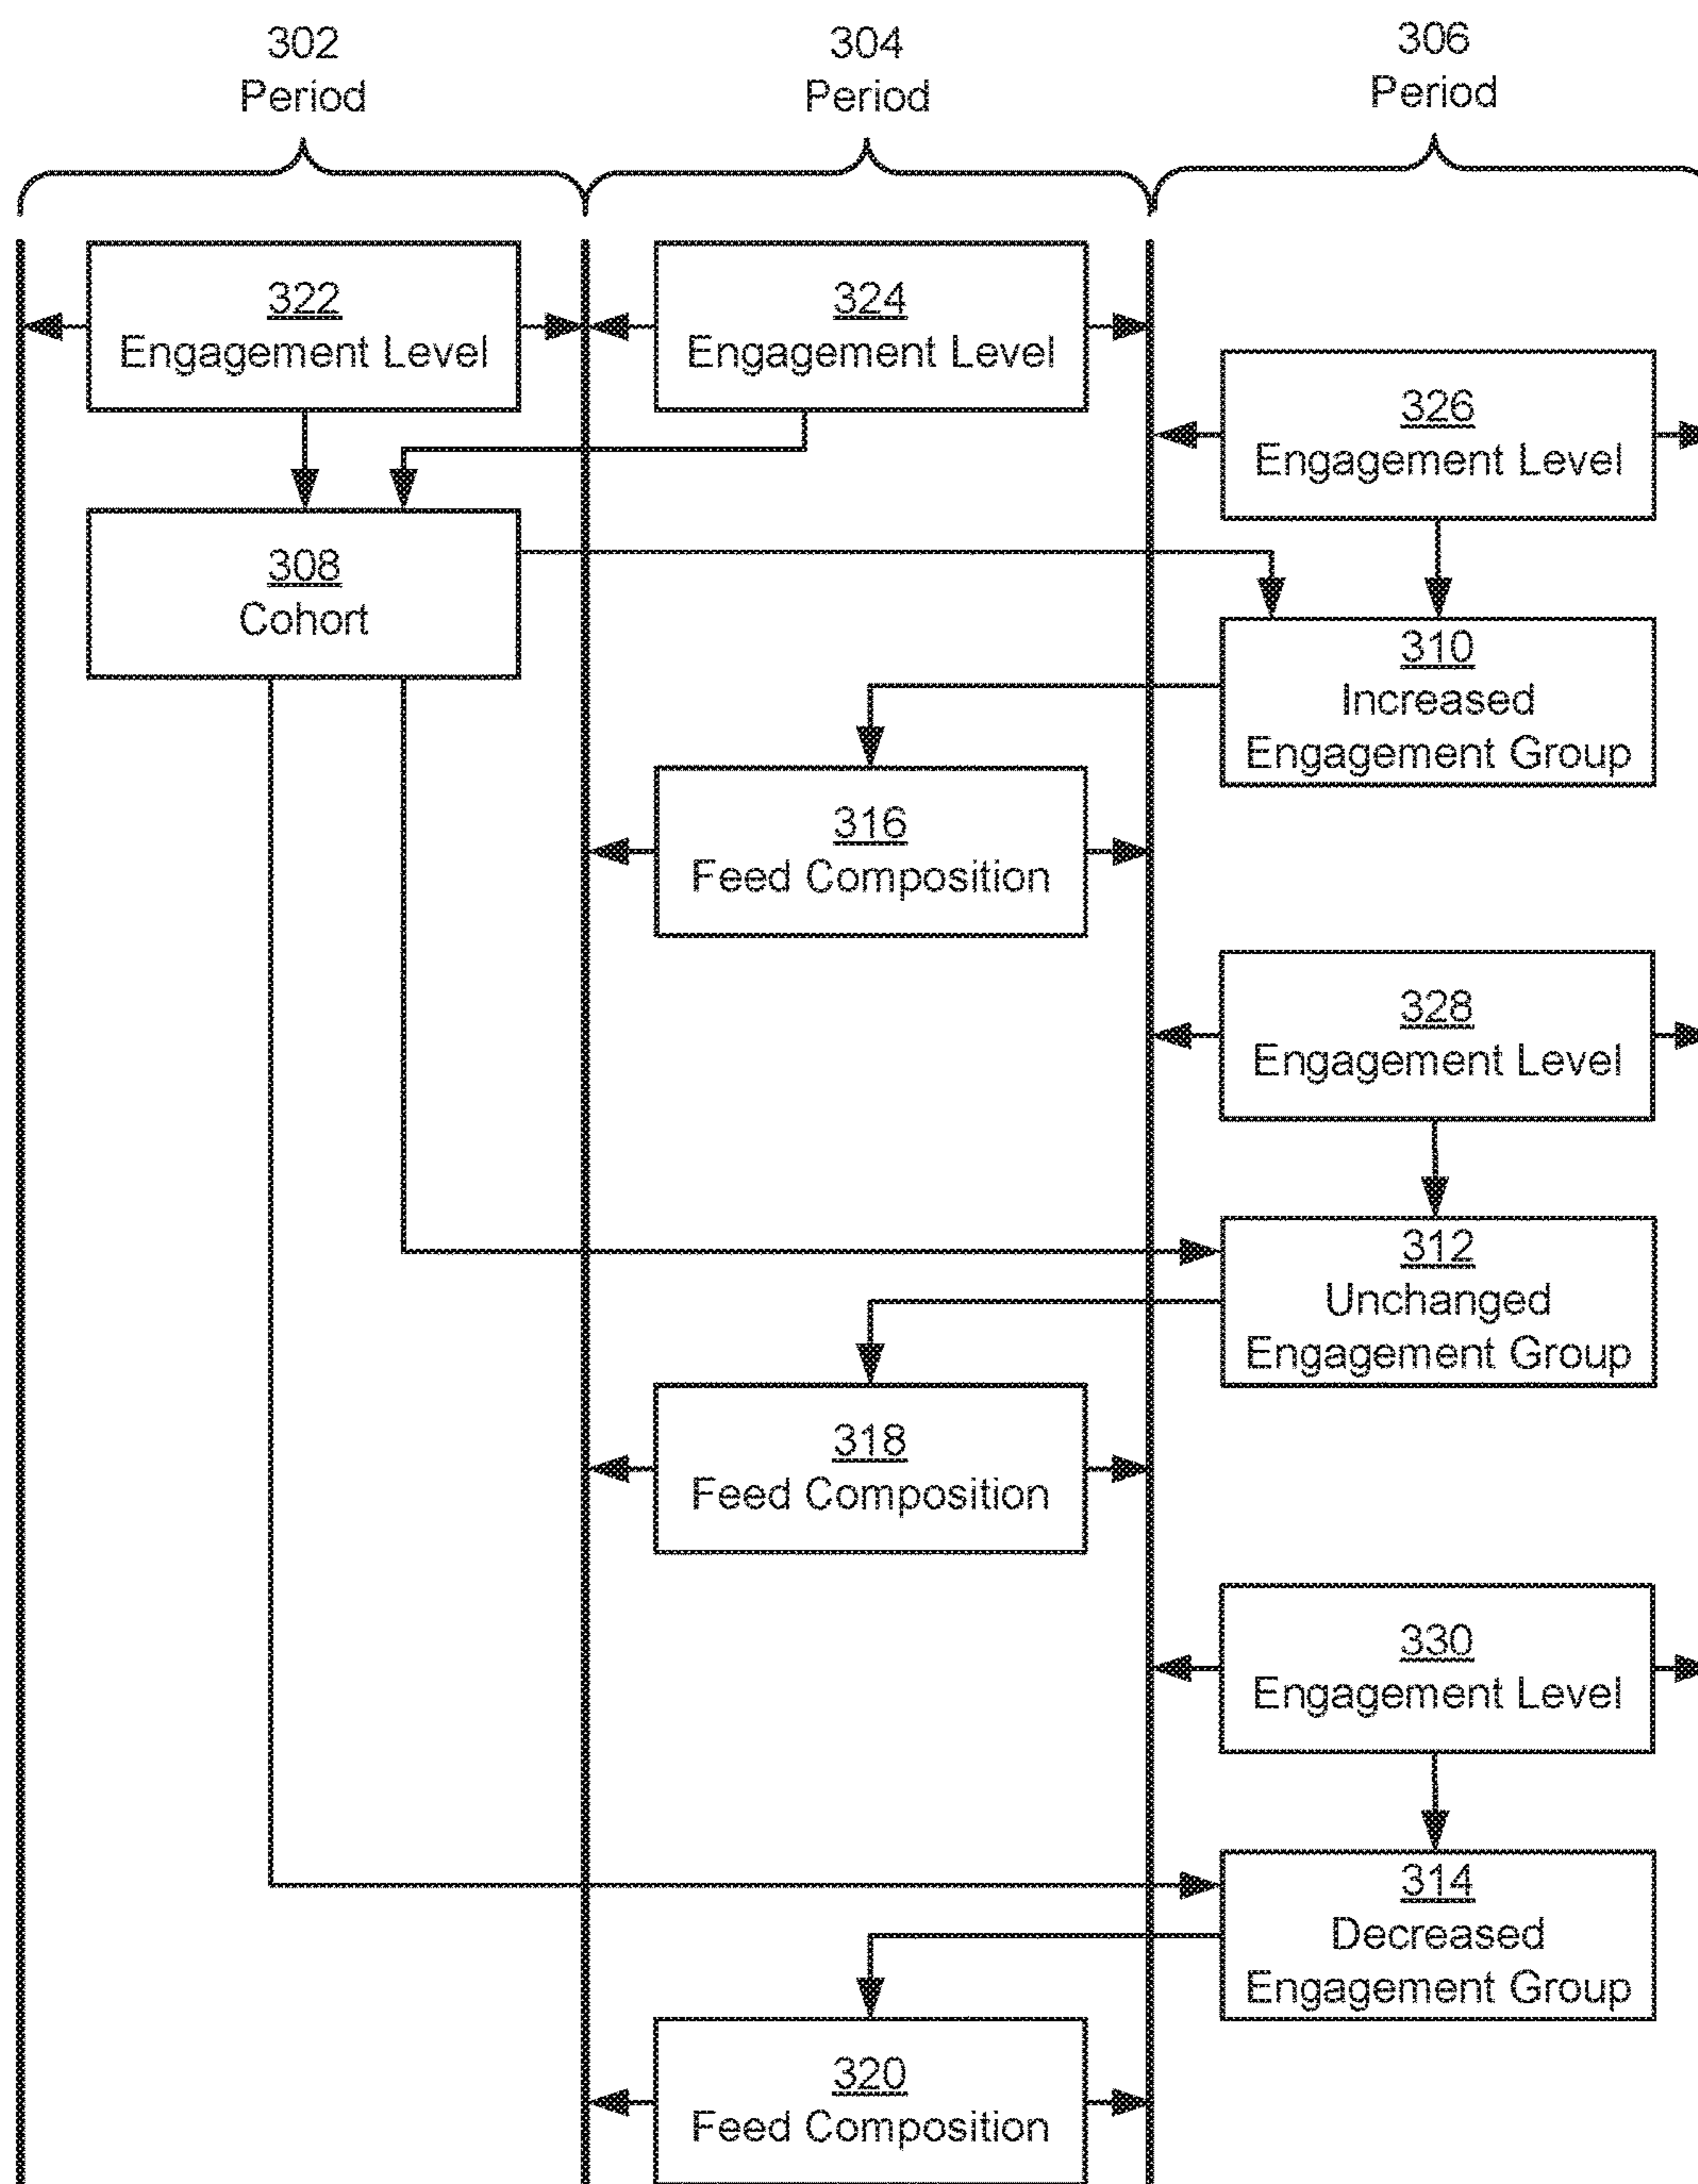 302
Period
304
Period
306
Period
322
Engagement Level
324
Engagement Level
326
Engagement Level
308
Cohort
310
Increased
Engagement Group
316
Feed Composition
328
Engagement Level
312
Unchanged
Engagement Group
318
Feed Composition
330
Engagement Level
314
Decreased
Engagement Group
320
Feed Composition